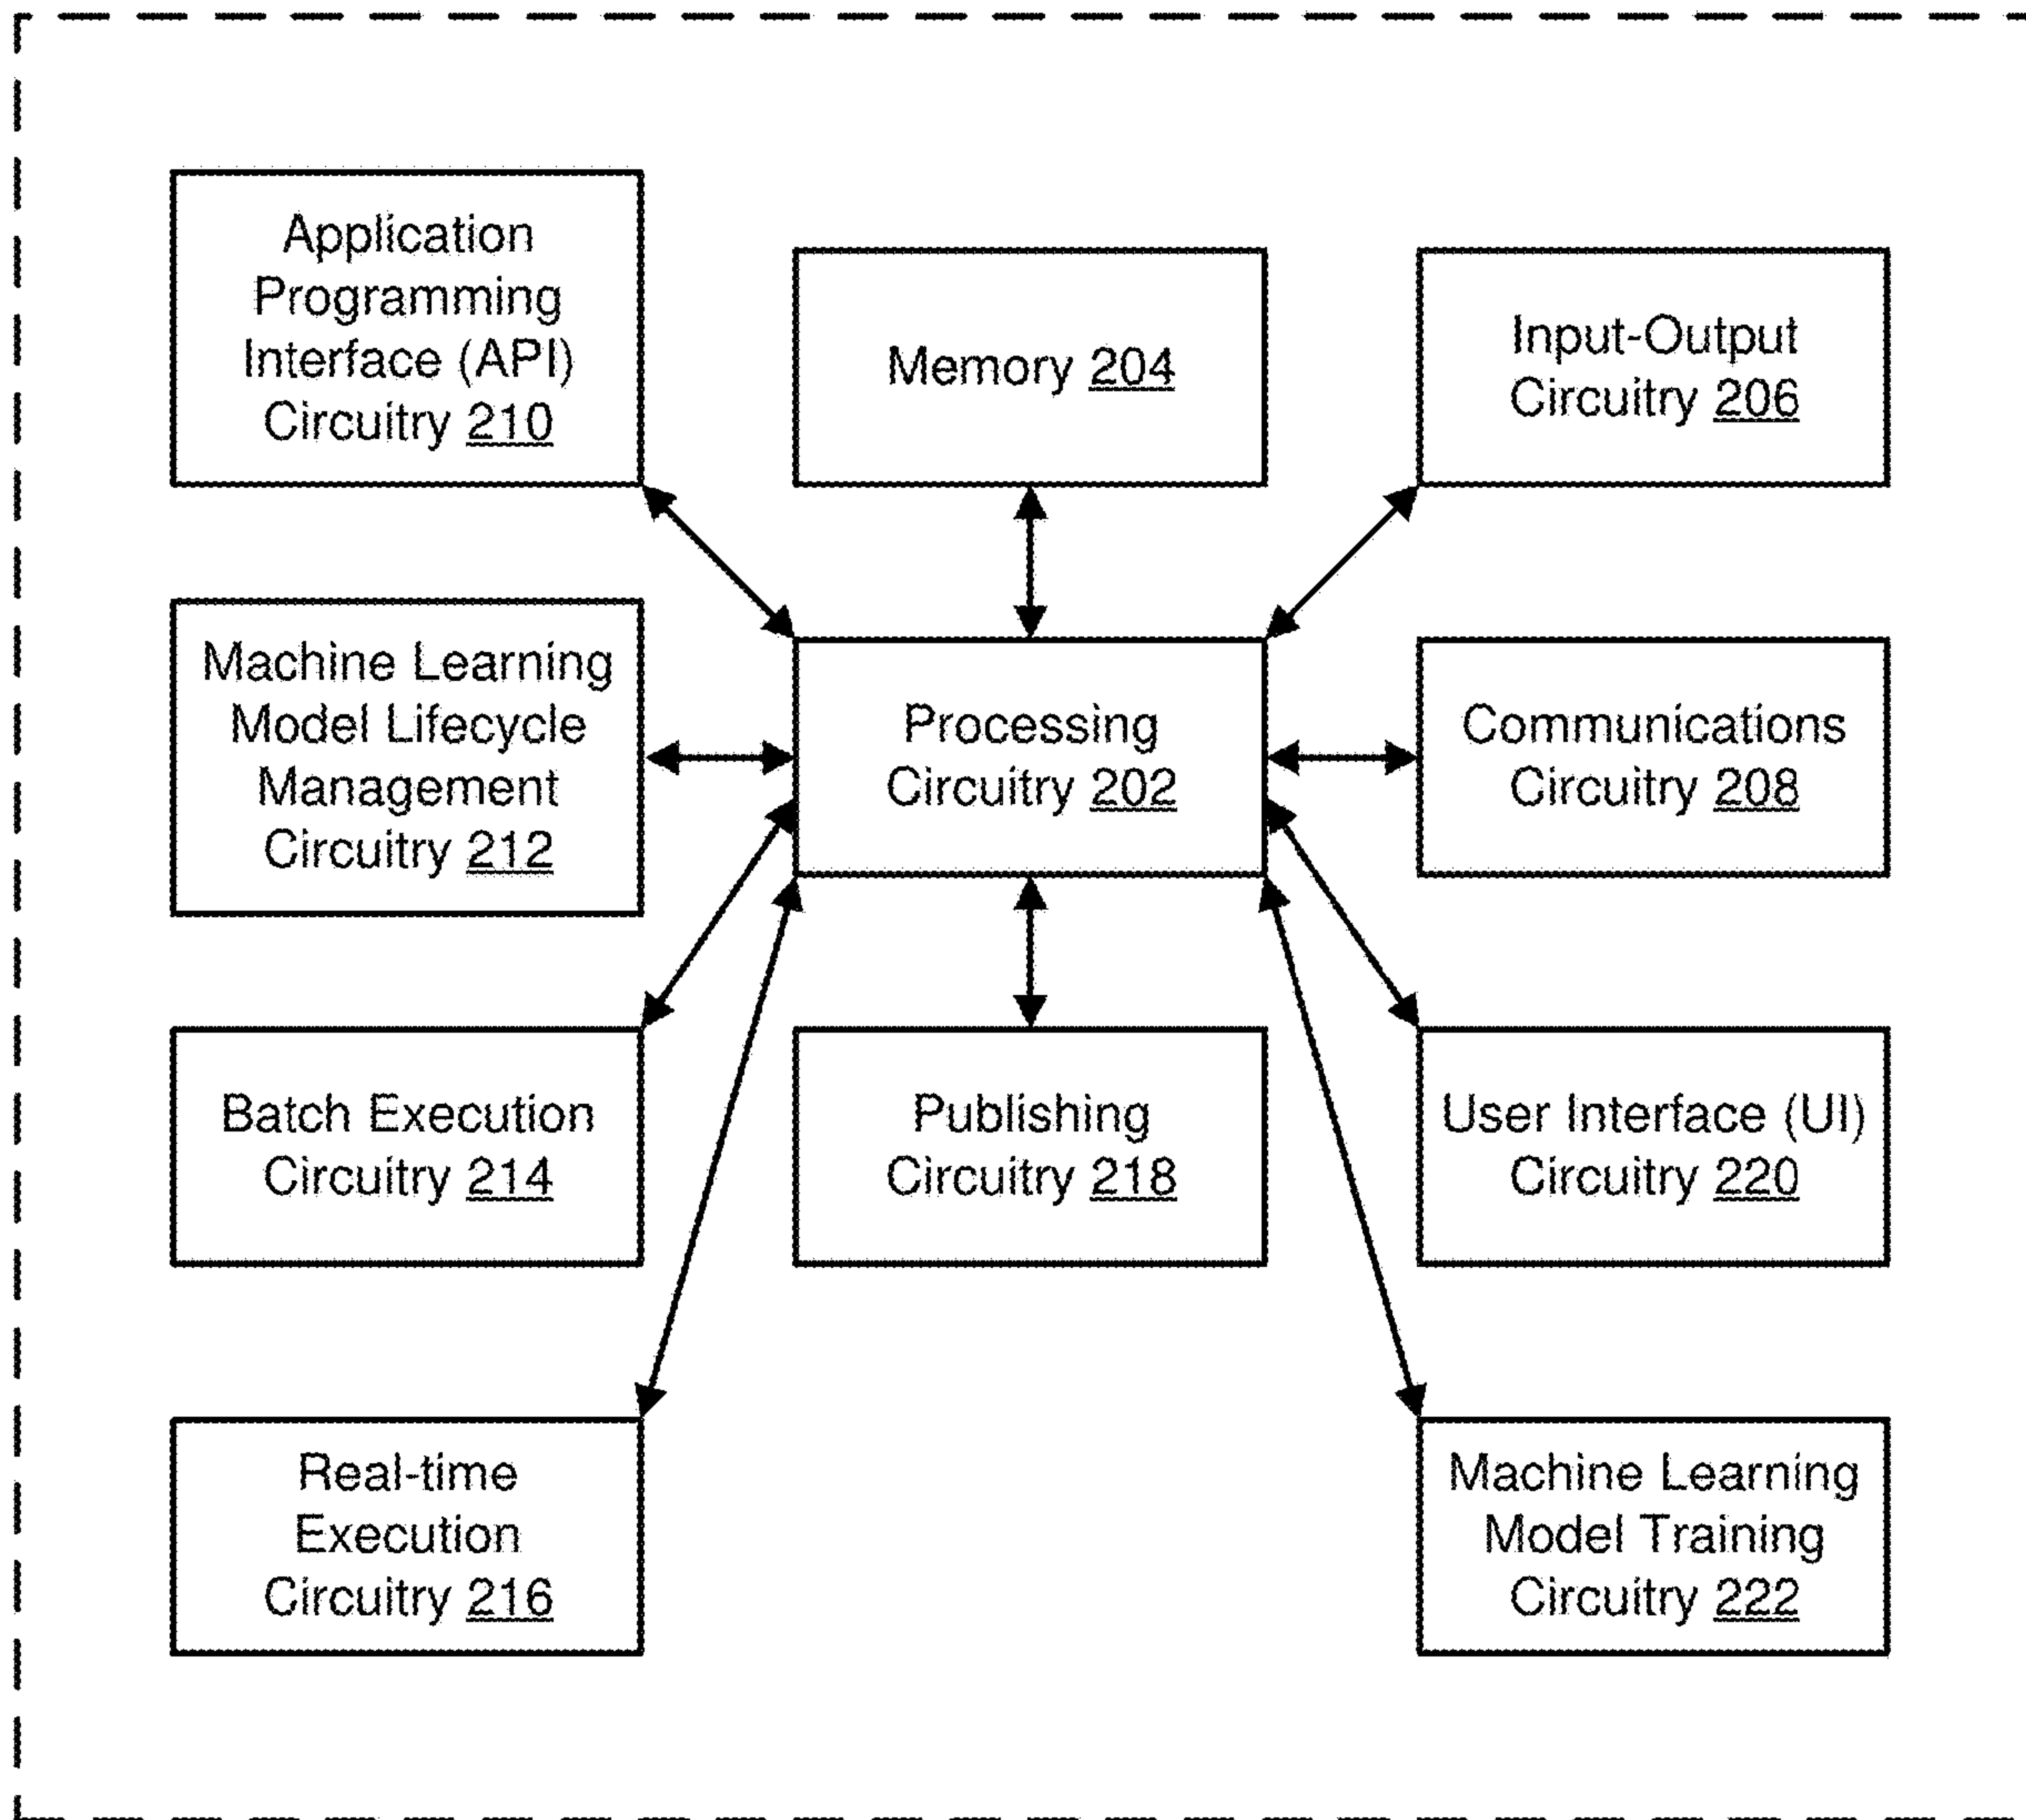 Application
Programming
Interface (API)
Circuitry 210
Memory 204
Input-Output
Circuitry 206
Machine Learning
Model Lifecycle
Management
Circuitry 212
Processing
Circuitry 202
Communications
Circuitry 208
Batch Execution
Circuitry 214
Publishing
Circuitry 218
User Interface (UI)
Circuitry 220
Real-time
Execution
Circuitry 216
Machine Learning
Model Training
Circuitry 222